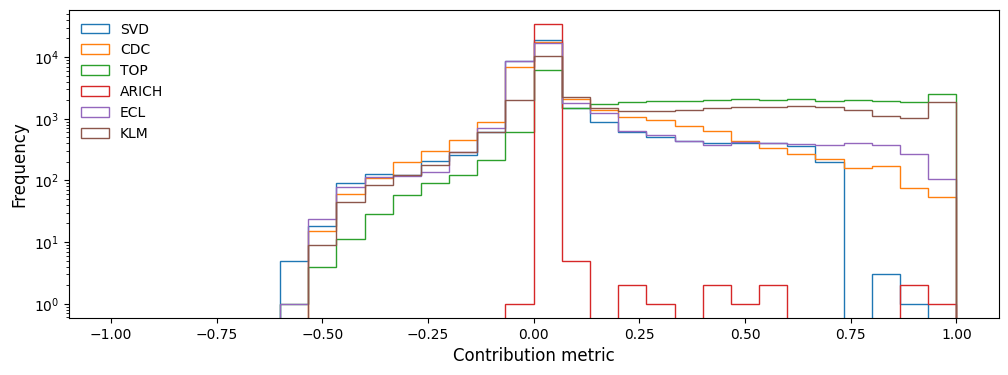 SVD
CDC
TOP
ARICH
ECL
KLM
Frequency
10⁴
10³
10²
10¹
10⁰
−1.00 −0.75 −0.50 −0.25 0.00 0.25 0.50 0.75 1.00
Contribution metric